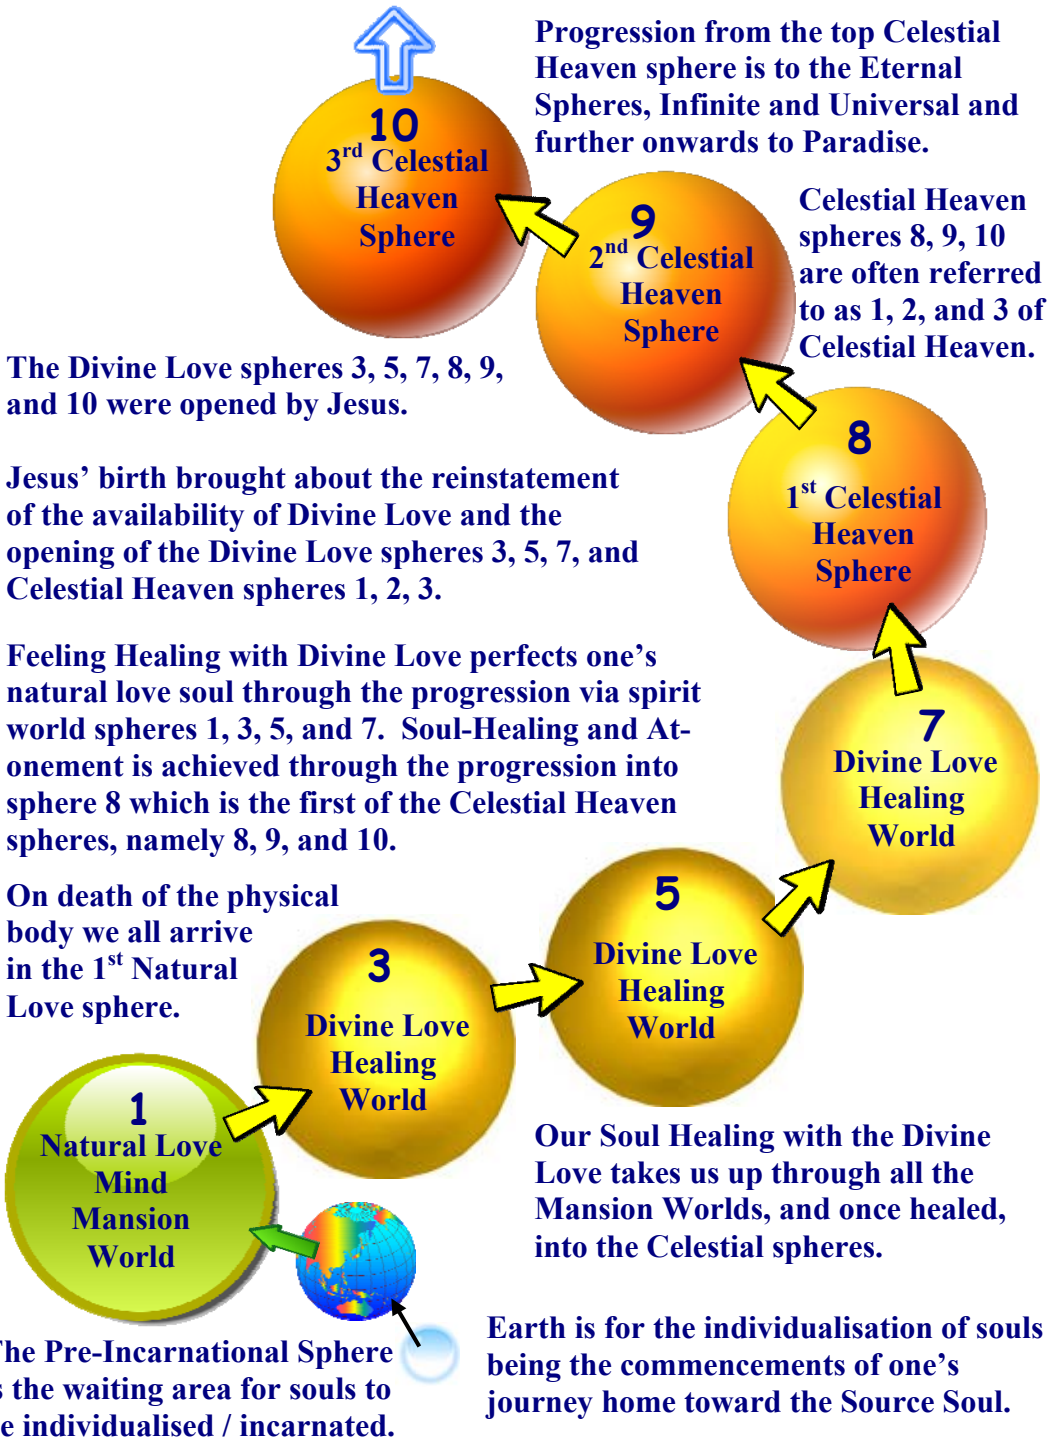 Progression from the top Celestial
Heaven sphere is to the Eternal
Spheres, Infinite and Universal and
further onwards to Paradise.
10
3rd Celestial
Heaven
Sphere
Celestial Heaven
spheres 8, 9, 10
are often referred
to as 1, 2, and 3 of
Celestial Heaven.
9
2nd Celestial
Heaven
Sphere
The Divine Love spheres 3, 5, 7, 8, 9,
and 10 were opened by Jesus.
8
1st Celestial
Heaven
Sphere
Jesus’ birth brought about the reinstatement
of the availability of Divine Love and the
opening of the Divine Love spheres 3, 5, 7, and
Celestial Heaven spheres 1, 2, 3.
Feeling Healing with Divine Love perfects one’s
natural love soul through the progression via spirit
world spheres 1, 3, 5, and 7.  Soul-Healing and At-
onement is achieved through the progression into
sphere 8 which is the first of the Celestial Heaven
spheres, namely 8, 9, and 10.
7
Divine Love
Healing
World
On death of the physical
body we all arrive
in the 1st Natural
Love sphere.
5
Divine Love
Healing
World
3
Divine Love
Healing
World
1
Natural Love
Mind
Mansion
World
Our Soul Healing with the Divine
Love takes us up through all the
Mansion Worlds, and once healed,
into the Celestial spheres.
Pre-Incarnational Sphere
the waiting area for souls to
individualised / incarnated.
Earth is for the individualisation of souls
being the commencements of one’s
journey home toward the Source Soul.